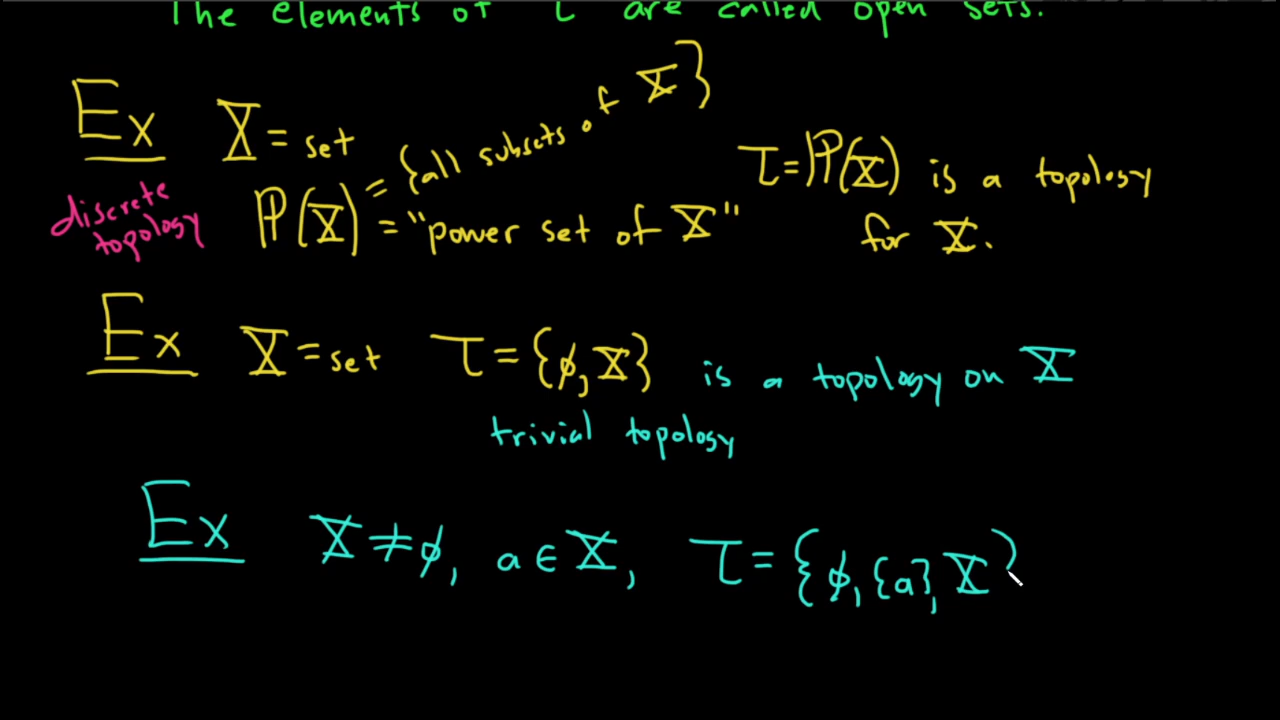 The elements of τ are called open sets.
Ex X = set
discrete topology
P(X) = {all subsets of X}
= "power set of X"
τ = P(X) is a topology
for X.
Ex X = set τ = {ϕ, X} is a topology on X
trivial topology
Ex X ≠ ϕ, a ∈ X, τ = {ϕ, {a}, X}